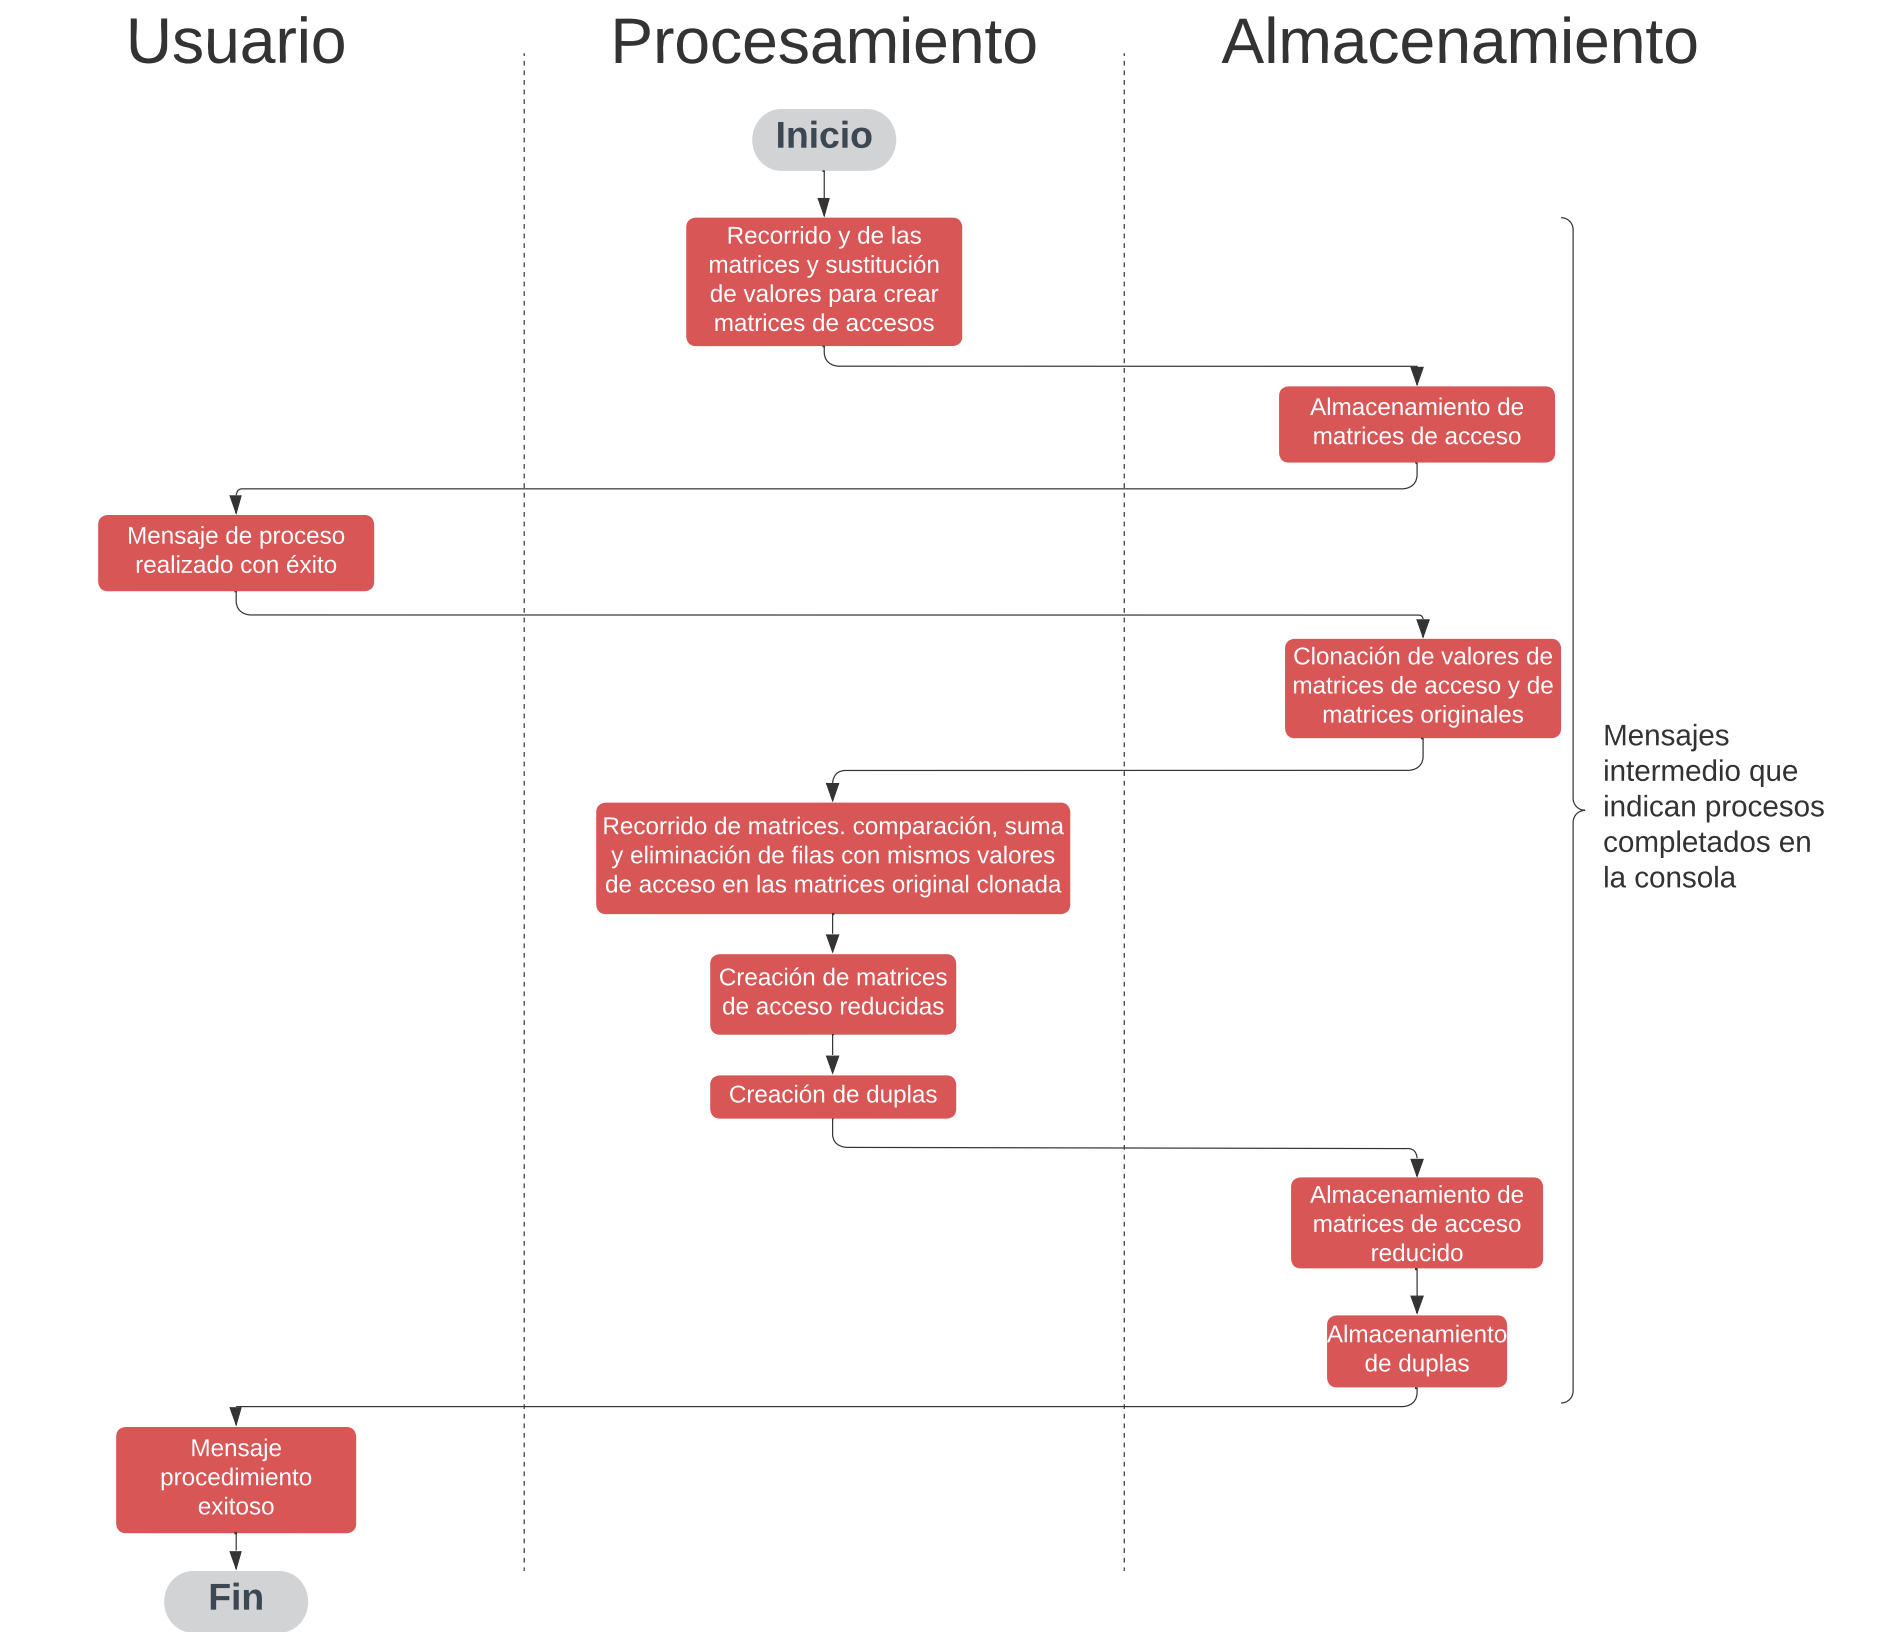 Usuario
Procesamiento
Almacenamiento
Inicio
Recorrido y de las
matrices y sustitución
de valores para crear
matrices de accesos
Almacenamiento de
matrices de acceso
Mensaje de proceso
realizado con éxito
Clonación de valores de
matrices de acceso y de
matrices originales
Mensajes
intermedio que
indican procesos
completados en
la consola
Recorrido de matrices. comparación, suma
y eliminación de filas con mismos valores
de acceso en las matrices original clonada
Creación de matrices
de acceso reducidas
Creación de duplas
Almacenamiento de
matrices de acceso
reducido
Almacenamiento
de duplas
Mensaje
procedimiento
exitoso
Fin